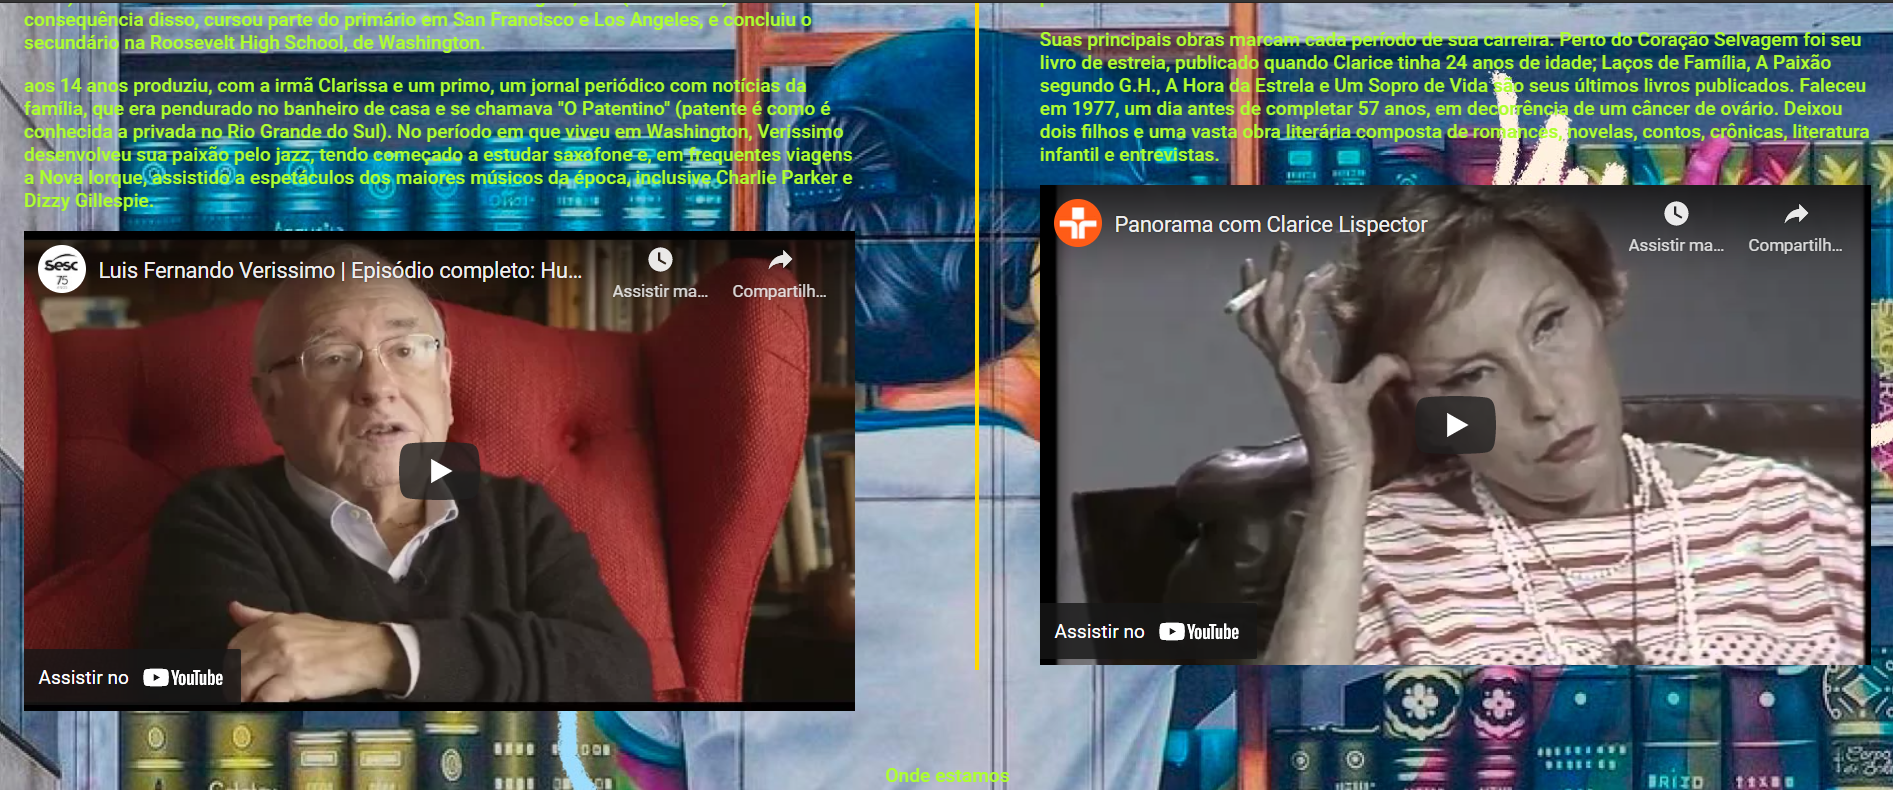 consequência disso, cursou parte do primário em San Francisco e Los Angeles, e concluiu o
secundário na Roosevelt High School, de Washington.
aos 14 anos produziu, com a irmã Clarissa e um primo, um jornal periódico com notícias da
família, que era pendurado no banheiro de casa e se chamava "O Patentino" (patente é como é
conhecida a privada no Rio Grande do Sul). No período em que viveu em Washington, Verissimo
desenvolveu sua paixão pelo jazz, tendo começado a estudar saxofone e, em frequentes viagens
a Nova Iorque, assistido a espetáculos dos maiores músicos da época, inclusive Charlie Parker e
Dizzy Gillespie.
Sesc
75
Luis Fernando Verissimo | Episódio completo: Hu...
Assistir ma...
Compartilh...
Assistir no YouTube
Suas principais obras marcam cada período de sua carreira. Perto do Coração Selvagem foi seu
livro de estreia, publicado quando Clarice tinha 24 anos de idade; Laços de Família, A Paixão
segundo G.H., A Hora da Estrela e Um Sopro de Vida são seus últimos livros publicados. Faleceu
em 1977, um dia antes de completar 57 anos, em decorrência de um câncer de ovário. Deixou
dois filhos e uma vasta obra literária composta de romances, novelas, contos, crônicas, literatura
infantil e entrevistas.
Panorama com Clarice Lispector
Assistir ma...
Compartilh...
Assistir no YouTube
Onde estamos